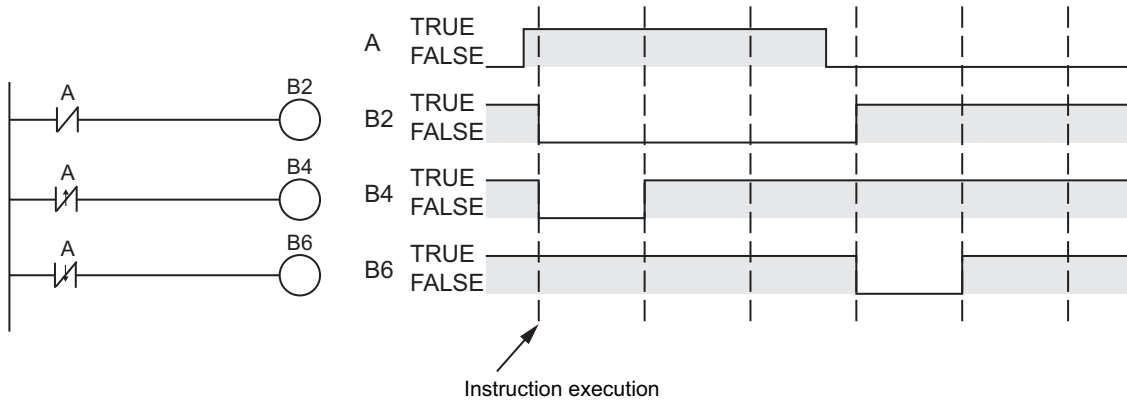 A
B2
A
B4
A
B6
A
TRUE
FALSE
B2
TRUE
FALSE
B4
TRUE
FALSE
B6
TRUE
FALSE
Instruction execution